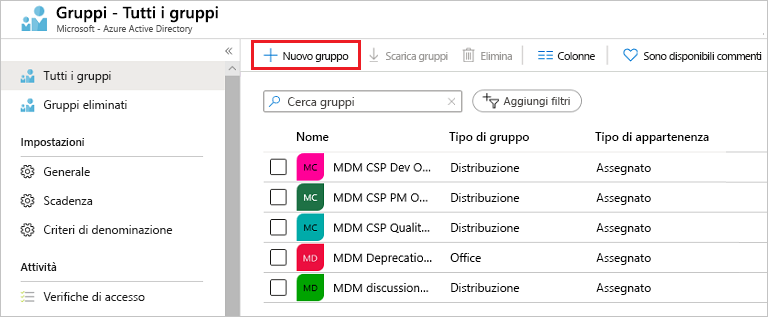 Gruppi - Tutti i gruppi
Microsoft - Azure Active Directory
«
Tutti i gruppi
Gruppi eliminati
Impostazioni
Generale
Scadenza
Criteri di denominazione
Attività
Verifiche di accesso
Nuovo gruppo Scarica gruppi Elimina Colonne Sono disponibili commenti
Cerca gruppi Aggiungi filtri
Nome Tipo di gruppo Tipo di appartenenza
MC MDM CSP Dev O... Distribuzione Assegnato
MC MDM CSP PM O... Distribuzione Assegnato
MC MDM CSP Qualit... Distribuzione Assegnato
MD MDM Deprecatio... Office Assegnato
MD MDM discussion... Distribuzione Assegnato